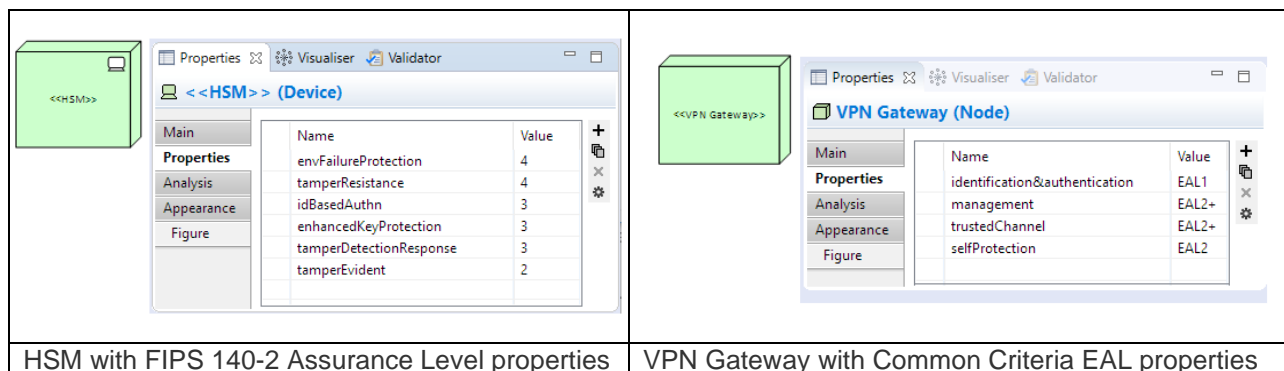 <<HSM>>
Properties Visualiser Validator
<<HSM>> (Device)
Main
Properties
Analysis
Appearance
Figure
Name Value
envFailureProtection 4
tamperResistance 4
idBasedAuthn 3
enhancedKeyProtection 3
tamperDetectionResponse 3
tamperEvident 2
HSM with FIPS 140-2 Assurance Level properties
<<VPN Gateway>>
Properties Visualiser Validator
VPN Gateway (Node)
Main
Properties
Analysis
Appearance
Figure
Name Value
identification&authentication EAL1
management EAL2+
trustedChannel EAL2+
selfProtection EAL2
VPN Gateway with Common Criteria EAL properties